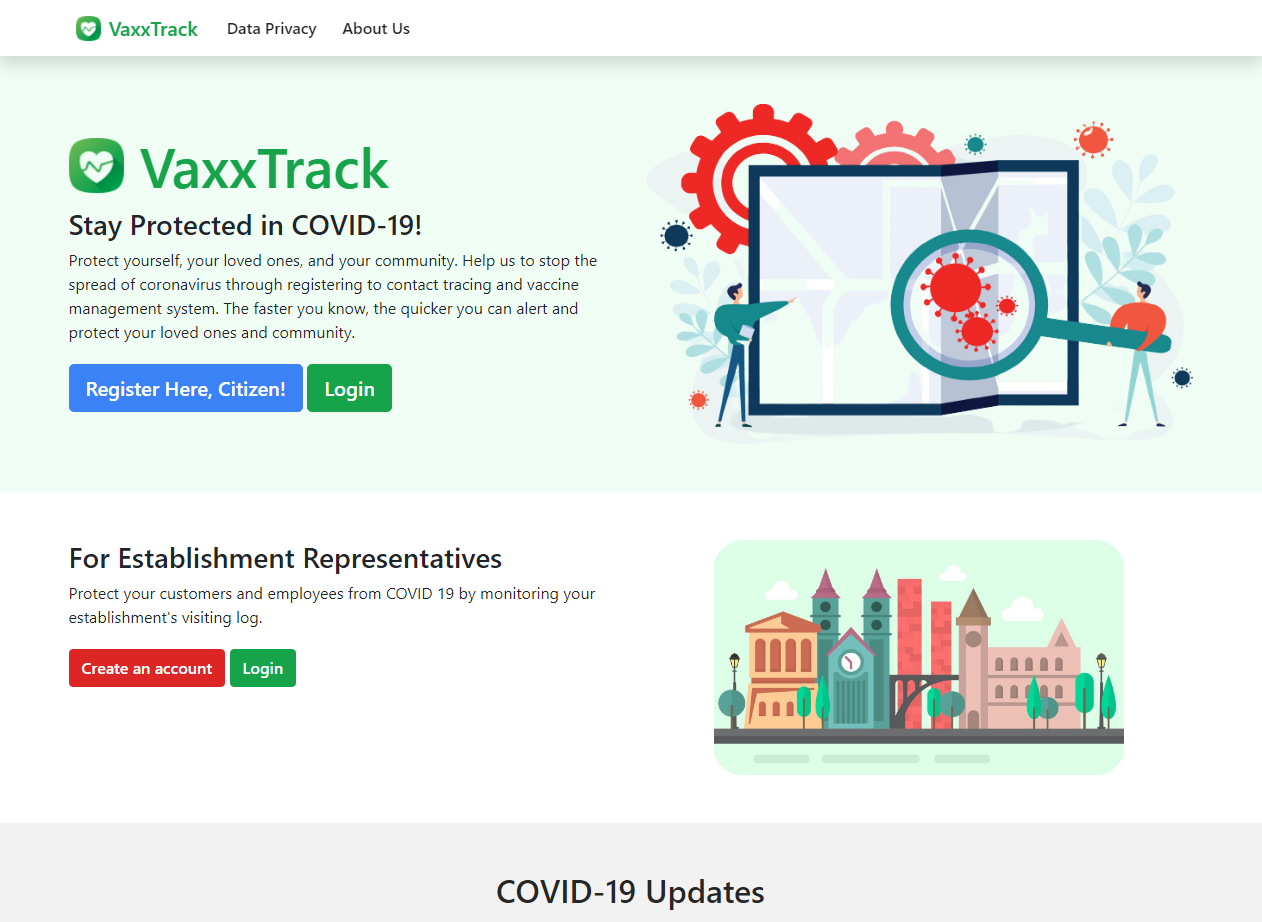 VaxxTrack Data Privacy About Us
VaxxTrack
Stay Protected in COVID-19!
Protect yourself, your loved ones, and your community. Help us to stop the
spread of coronavirus through registering to contact tracing and vaccine
management system. The faster you know, the quicker you can alert and
protect your loved ones and community.
Register Here, Citizen! Login
For Establishment Representatives
Protect your customers and employees from COVID 19 by monitoring your
establishment's visiting log.
Create an account Login
COVID-19 Updates